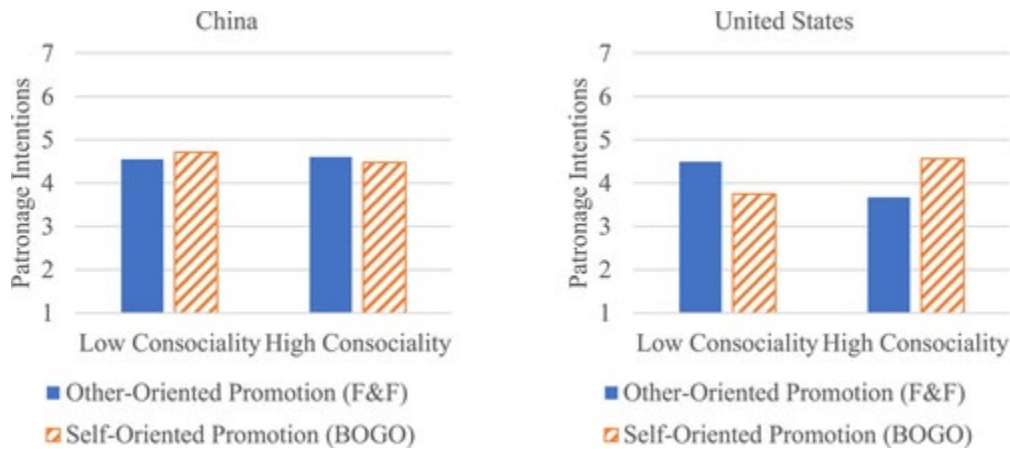 China
7
6
5
4
3
2
1
Patronage Intentions
Low Consociality High Consociality
Other-Oriented Promotion (F&F)
Self-Oriented Promotion (BOGO)
United States
7
6
5
4
3
2
1
Patronage Intentions
Low Consociality High Consociality
Other-Oriented Promotion (F&F)
Self-Oriented Promotion (BOGO)